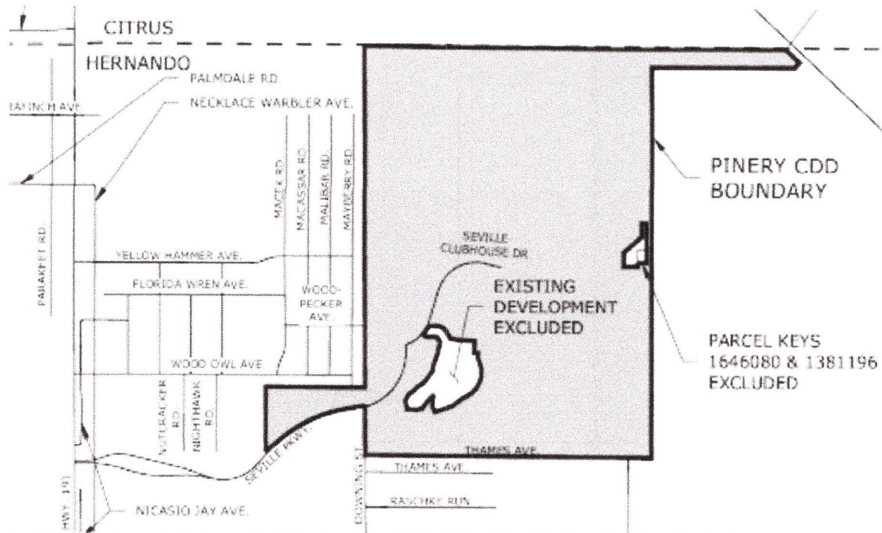 CITRUS
HERNANDO
PALMDALE RD.
NECKLACE WARBLER AVE.
AVE.
MACEK RD.
MACASSAR RD.
MALIBAR RD.
MAYBERRY RD.
PARAKEET RD.
YELLOW HAMMER AVE.
FLORIDA WREN AVE.
WOOD-
PECKER
AVE.
WOOD OWL AVE
NUTCRACKER
RD.
NIGHTHAWK
RD.
SEVILLE PKWY.
HWY. 19
NICASIO JAY AVE.
DOWNING ST
SEVILLE
CLUBHOUSE DR
EXISTING
DEVELOPMENT
EXCLUDED
PINERY CDD
BOUNDARY
PARCEL KEYS
1646080 & 1381196
EXCLUDED
THAMES AVE.
THAMES AVE.
RASCHKE RUN